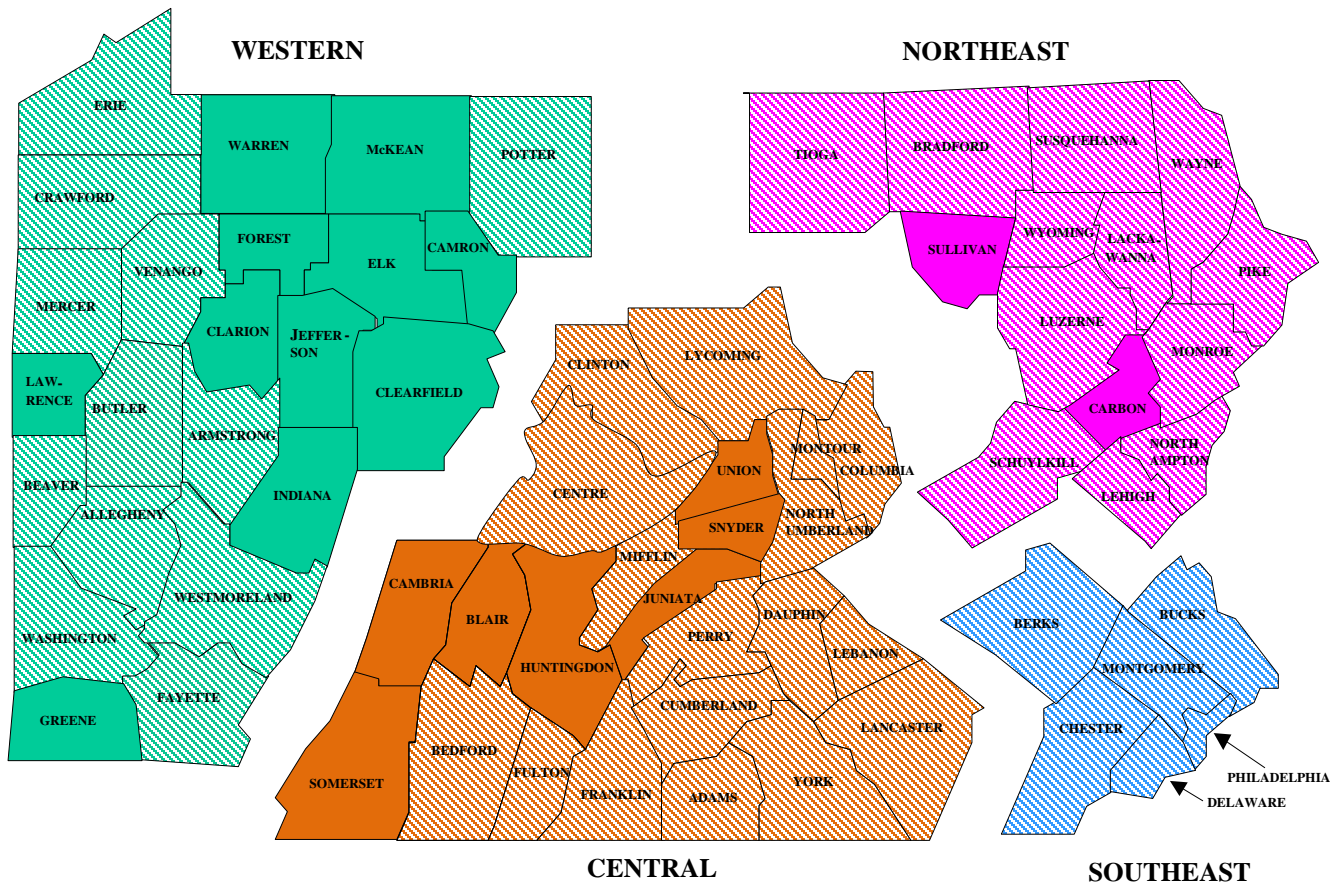 WESTERN
ERIE
WARREN
McKEAN
POTTER
CRAWFORD
FOREST
CAMRON
ELK
VENANGO
MERCER
CLARION
JEFFER -
SON
LAW-
RENCE
BUTLER
CLEARFIELD
ARMSTRONG
BEAVER
INDIANA
ALLEGHENY
WESTMORELAND
WASHINGTON
FAYETTE
GREENE
NORTHEAST
TIOGA
BRADFORD
SUSQUEHANNA
WAYNE
SULLIVAN
WYOMING
LACKA-
WANNA
PIKE
LUZERNE
MONROE
CARBON
SCHUYLKILL
NORTH
AMPTON
LEHIGH
CLINTON
LYCOMING
MONTOUR
COLUMBIA
UNION
CENTRE
SNYDER
NORTH
UMBERLAND
MIFFLIN
CAMBRIA
BLAIR
JUNIATA
DAUPHIN
PERRY
LEBANON
HUNTINGDON
CUMBERLAND
LANCASTER
BEDFORD
SOMERSET
FULTON
FRANKLIN
ADAMS
YORK
CENTRAL
BERKS
BUCKS
MONTGOMERY
CHESTER
PHILADELPHIA
DELAWARE
SOUTHEAST